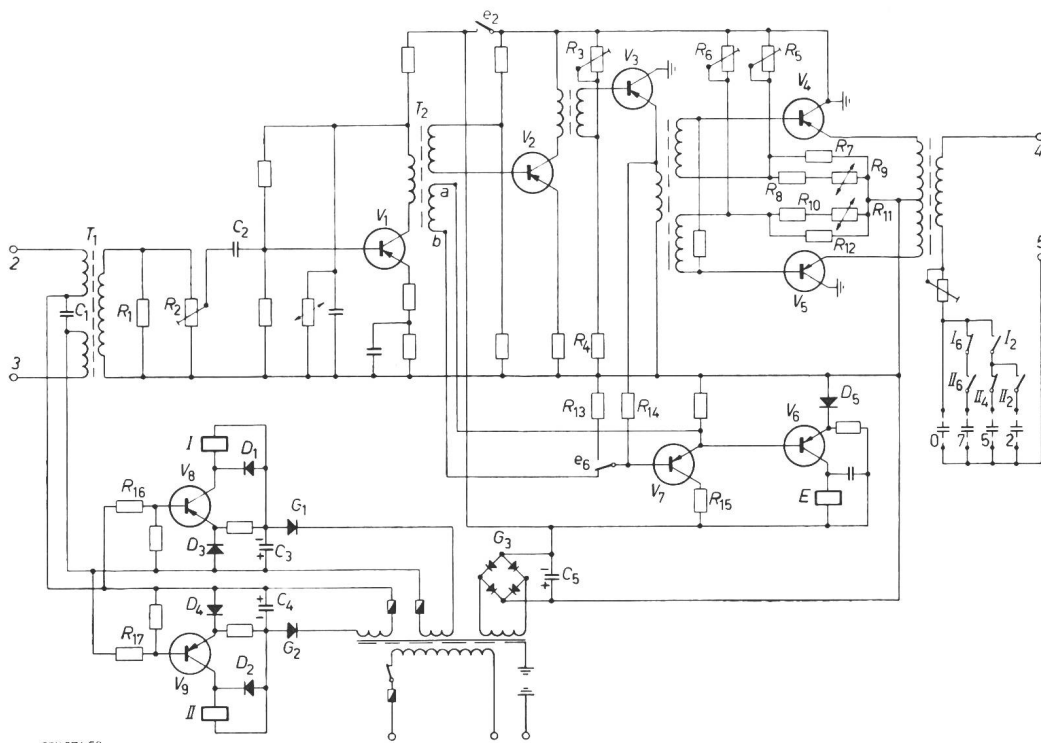 e2
R3
V3
R6
R5
V4
T2
V2
R7
R9
4
a
R8
R10
R11
C2
V1
b
R12
5
2
T1
V5
C1
R1
R2
3
R4
I6
I2
II6
II4
II2
D5
V6
R13
R14
0
7
5
2
I
D1
e6
V7
R15
E
V8
R16
G1
D3
- +
C3
G3
- +
C5
D4
+ -
C4
R17
G2
V9
D2
II